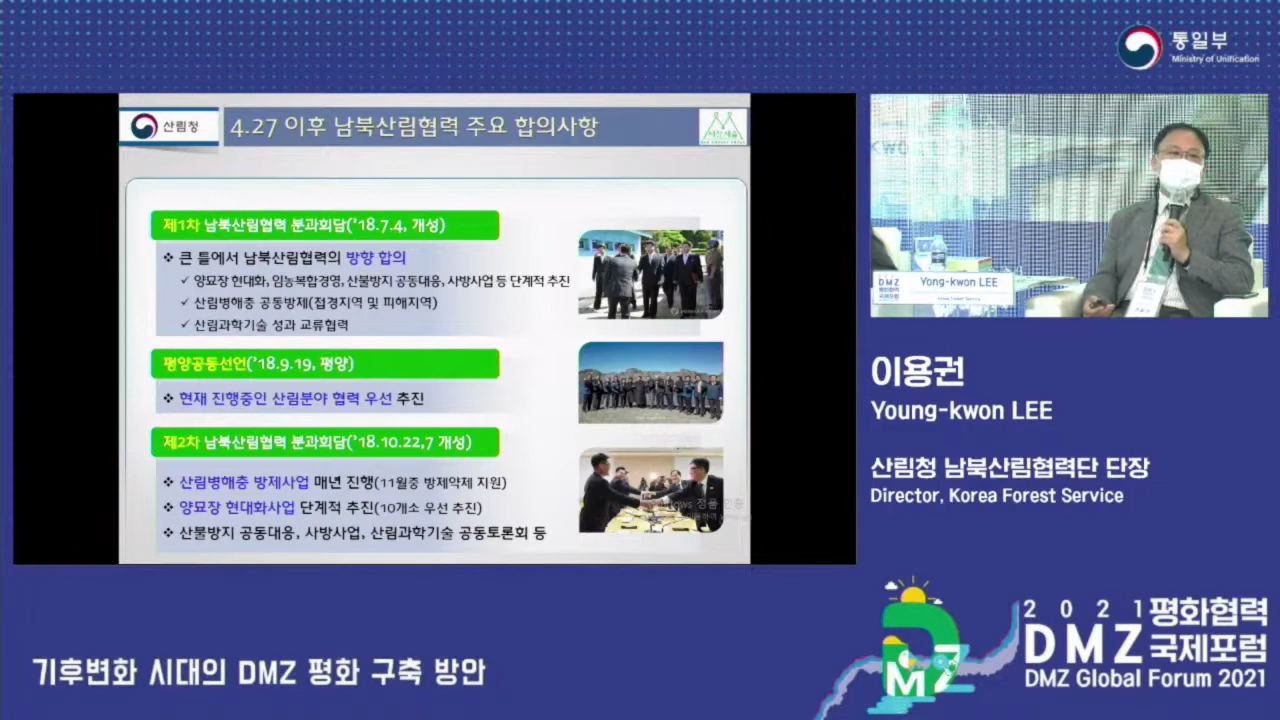 통일부
Ministry of Unification
산림청
4.27 이후 남북산림협력 주요 합의사항
제1차 남북산림협력 분과회담('18.7.4, 개성)
❖ 큰 틀에서 남북산림협력의 방향 합의
✓ 양묘장 현대화, 임농복합경영, 산불방지 공동대응, 사방사업 등 단계적 추진
✓ 산림병해충 공동방제(접경지역 및 피해지역)
✓ 산림과학기술 성과 교류협력
평양공동선언('18.9.19, 평양)
❖ 현재 진행중인 산림분야 협력 우선 추진
제2차 남북산림협력 분과회담('18.10.22,7 개성)
❖ 산림병해충 방제사업 매년 진행(11월중 방제약제 지원)
❖ 양묘장 현대화사업 단계적 추진(10개소 우선 추진)
❖ 산불방지 공동대응, 사방사업, 산림과학기술 공동토론회 등
DMZ
평화협력
국제포럼
Yong-kwon LEE
Korea Forest Service
이용권
Young-kwon LEE
산림청 남북산림협력단 단장
Director, Korea Forest Service
기후변화 시대의 DMZ 평화 구축 방안
DMZ
2021 평화협력
DMZ 국제포럼
DMZ Global Forum 2021